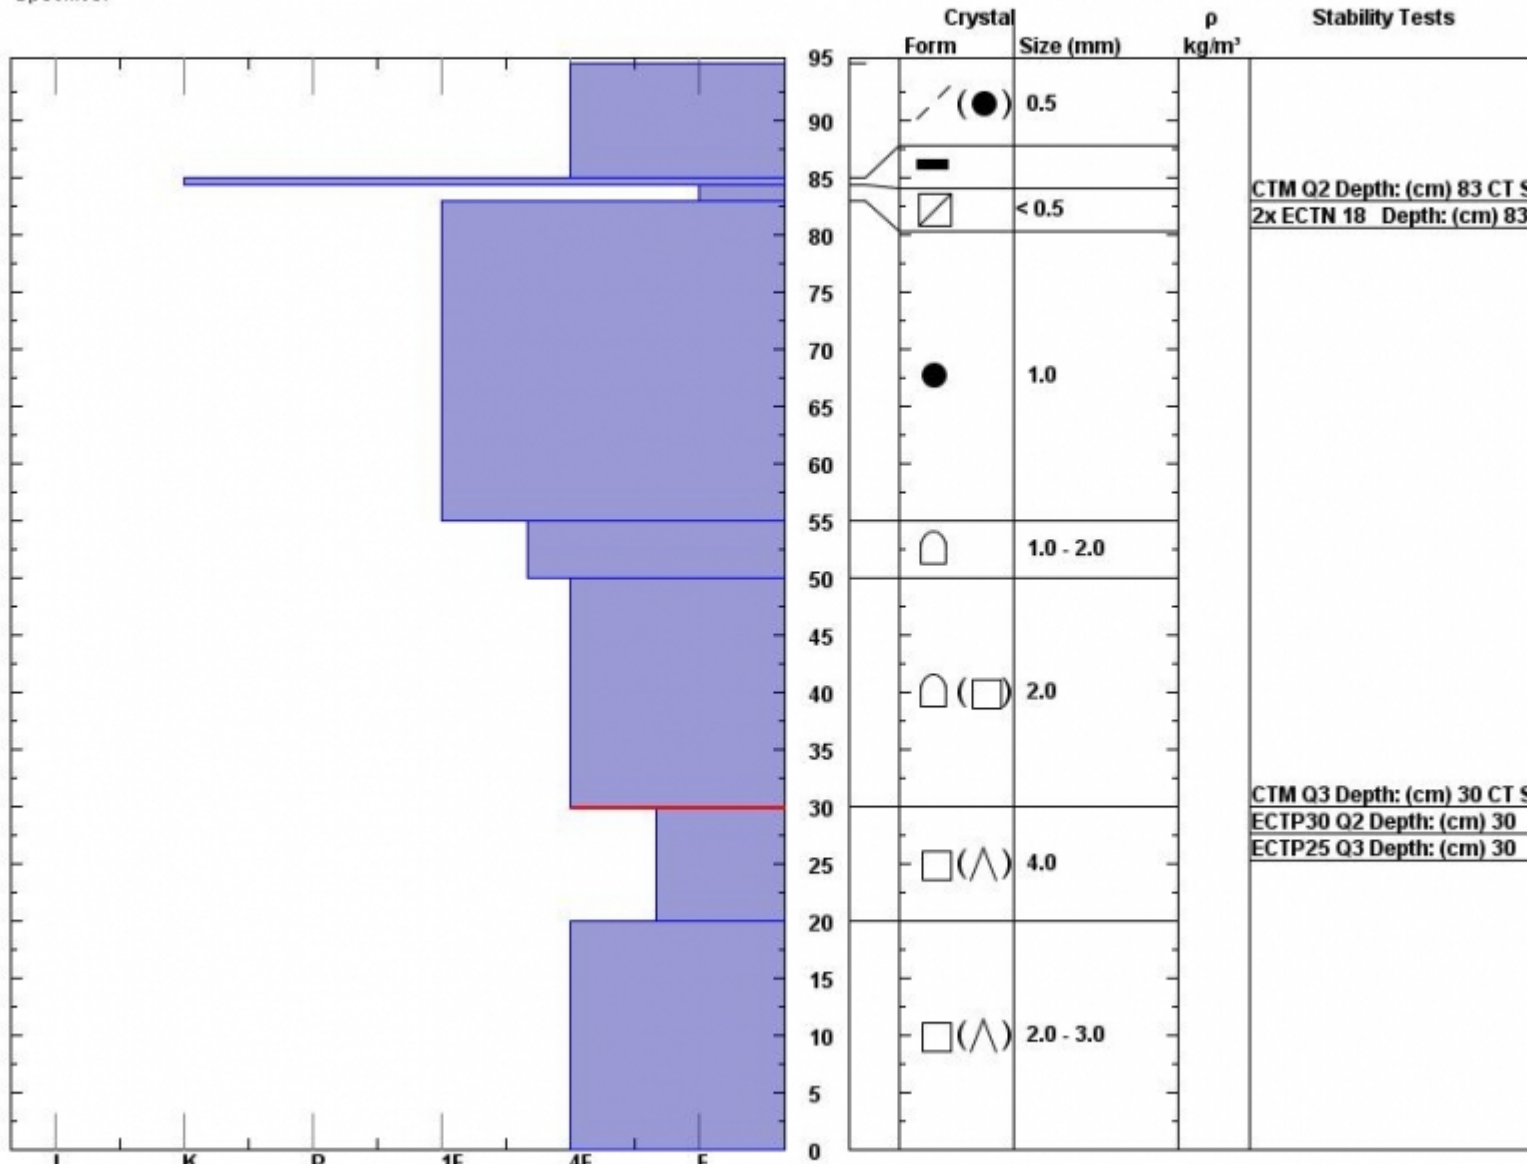 Crystal ρ Stability Tests
Form Size (mm) kg/m³
95
0.5
90
85
CTM Q2 Depth: (cm) 83 CT S
< 0.5
2x ECTN 18 Depth: (cm) 83
80
75
70
1.0
65
60
55
1.0 - 2.0
50
45
40
2.0
35
CTM Q3 Depth: (cm) 30 CT S
30
ECTP30 Q2 Depth: (cm) 30
ECTP25 Q3 Depth: (cm) 30
25
4.0
20
15
10
2.0 - 3.0
5
0
I K P 1F 4F F